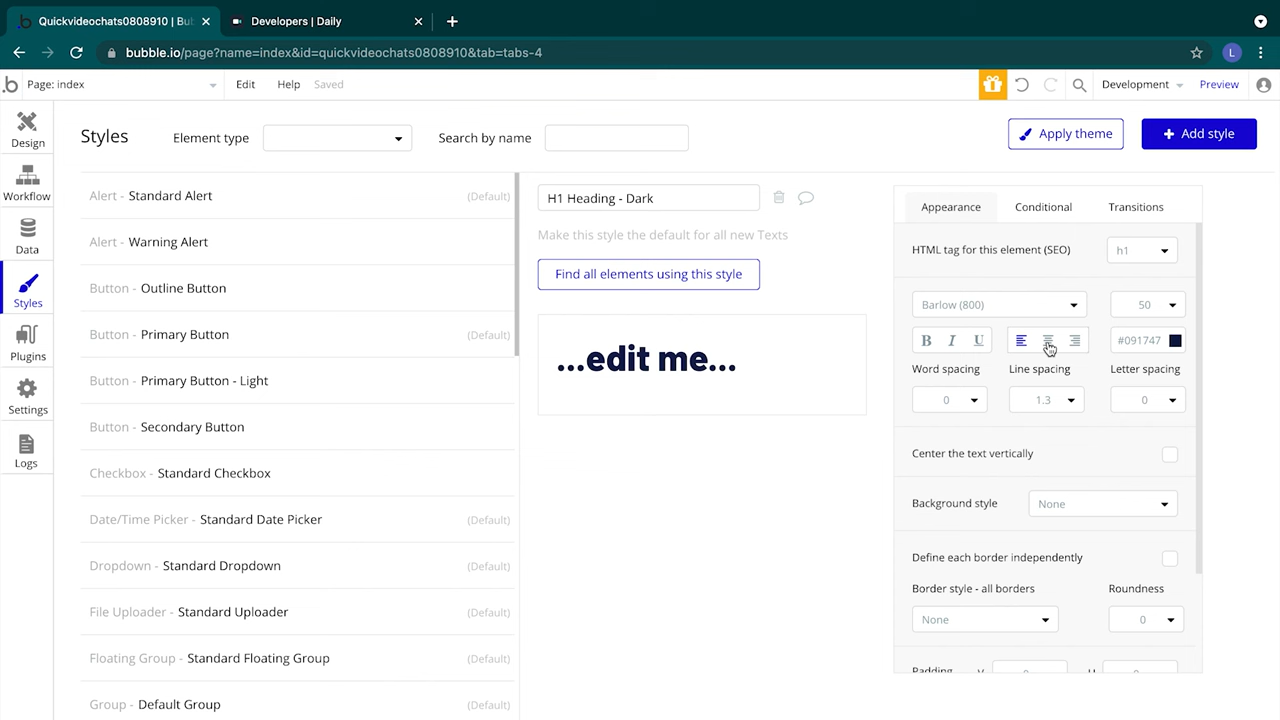 Quickvideochats0808910 | Bu
Developers | Daily
bubble.io/page?name=index&id=quickvideochats0808910&tab=tabs-4
L
b
Page: index
Edit
Help
Saved
Development
Preview
Design
Workflow
Data
Styles
Plugins
Settings
Logs
Styles
Element type
Search by name
Apply theme
Add style
Alert - Standard Alert (Default)
Alert - Warning Alert
Button - Outline Button
Button - Primary Button (Default)
Button - Primary Button - Light
Button - Secondary Button
Checkbox - Standard Checkbox
Date/Time Picker - Standard Date Picker (Default)
Dropdown - Standard Dropdown (Default)
File Uploader - Standard Uploader (Default)
Floating Group - Standard Floating Group (Default)
Group - Default Group (Default)
H1 Heading - Dark
Make this style the default for all new Texts
Find all elements using this style
...edit me...
Appearance
Conditional
Transitions
HTML tag for this element (SEO)
h1
Barlow (800)
50
B I U
#091747
Word spacing
Line spacing
Letter spacing
0
1.3
0
Center the text vertically
Background style
None
Define each border independently
Border style - all borders
Roundness
None
0
Padding